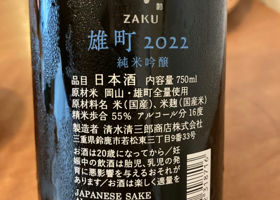 ZAKU
雄町 2022
純米吟醸
品目 日本酒 内容量 750ml
原材米 岡山・雄町全量使用
原材料名 米(国産)、米麹(国産米)
精米歩合 55% アルコール分 16度
製造者 清水清三郎商店株式会社
三重県鈴鹿市若松東三丁目9番33号
お酒は20歳になってから/妊
娠中の飲酒は胎児、乳児の発
育に悪影響を与えるおそれが
あります/お酒は楽しく適量を
JAPANESE SAKE